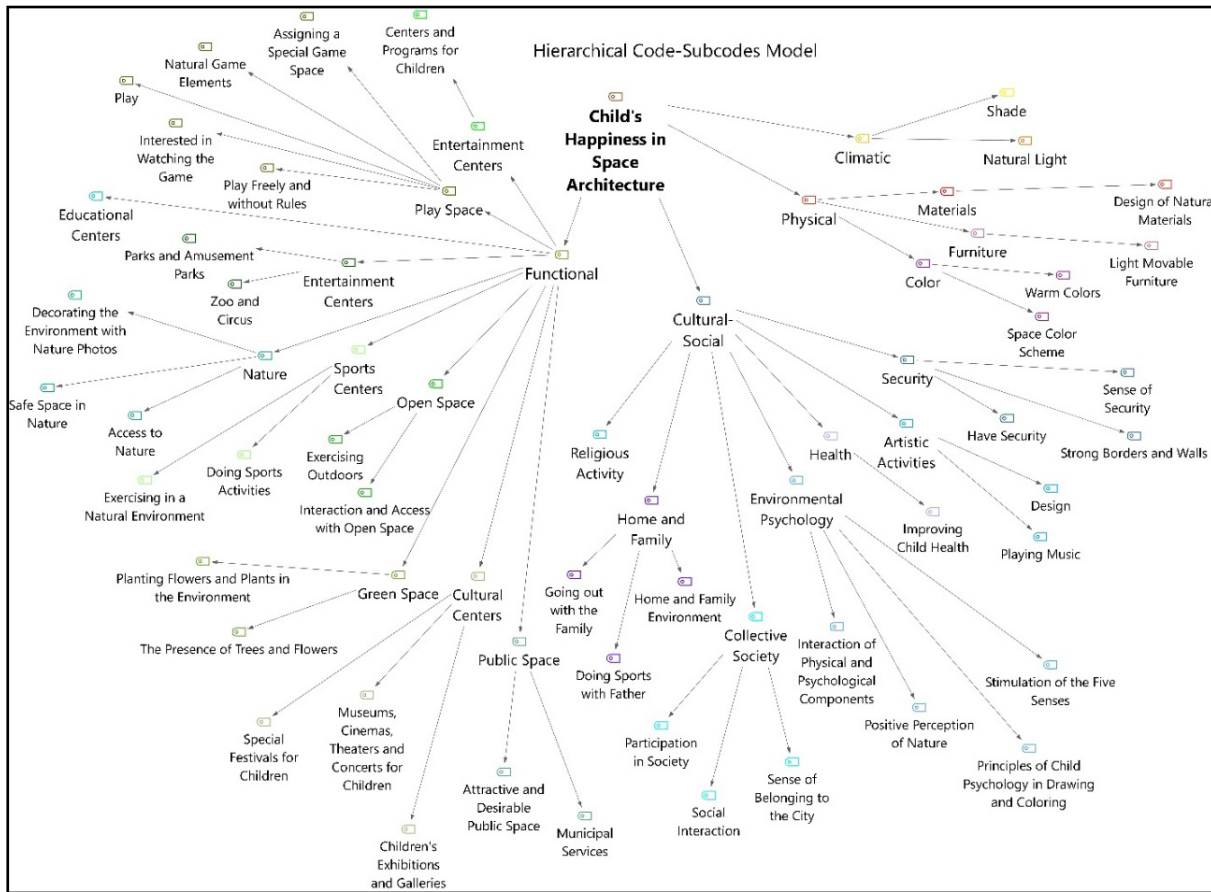 Hierarchical Code-Subcodes Model
Child's
Happiness in
Space
Architecture
Assigning a
Special Game
Space
Centers and
Programs for
Children
Natural Game
Elements
Play
Interested in
Watching the
Game
Play Freely and
without Rules
Play Space
Entertainment
Centers
Educational
Centers
Parks and Amusement
Parks
Zoo and
Circus
Entertainment
Centers
Functional
Decorating the
Environment with
Nature Photos
Nature
Safe Space in
Nature
Access to
Nature
Sports
Centers
Doing Sports
Activities
Exercising in a
Natural Environment
Open Space
Exercising
Outdoors
Interaction and Access
with Open Space
Planting Flowers and Plants in
the Environment
Green Space
The Presence of Trees and Flowers
Cultural
Centers
Special
Festivals for
Children
Museums,
Cinemas,
Theaters and
Concerts for
Children
Children's
Exhibitions
and Galleries
Public Space
Attractive and
Desirable
Public Space
Municipal
Services
Climatic
Shade
Natural Light
Physical
Materials
Design of Natural
Materials
Furniture
Light Movable
Furniture
Color
Warm Colors
Space Color
Scheme
Cultural-
Social
Security
Sense of
Security
Have Security
Strong Borders and Walls
Artistic
Activities
Design
Playing Music
Health
Improving
Child Health
Religious
Activity
Home and
Family
Going out
with the
Family
Home and Family
Environment
Doing Sports
with Father
Environmental
Psychology
Interaction of
Physical and
Psychological
Components
Positive Perception
of Nature
Principles of Child
Psychology in Drawing
and Coloring
Stimulation of the Five
Senses
Collective
Society
Participation
in Society
Social
Interaction
Sense of
Belonging to
the City